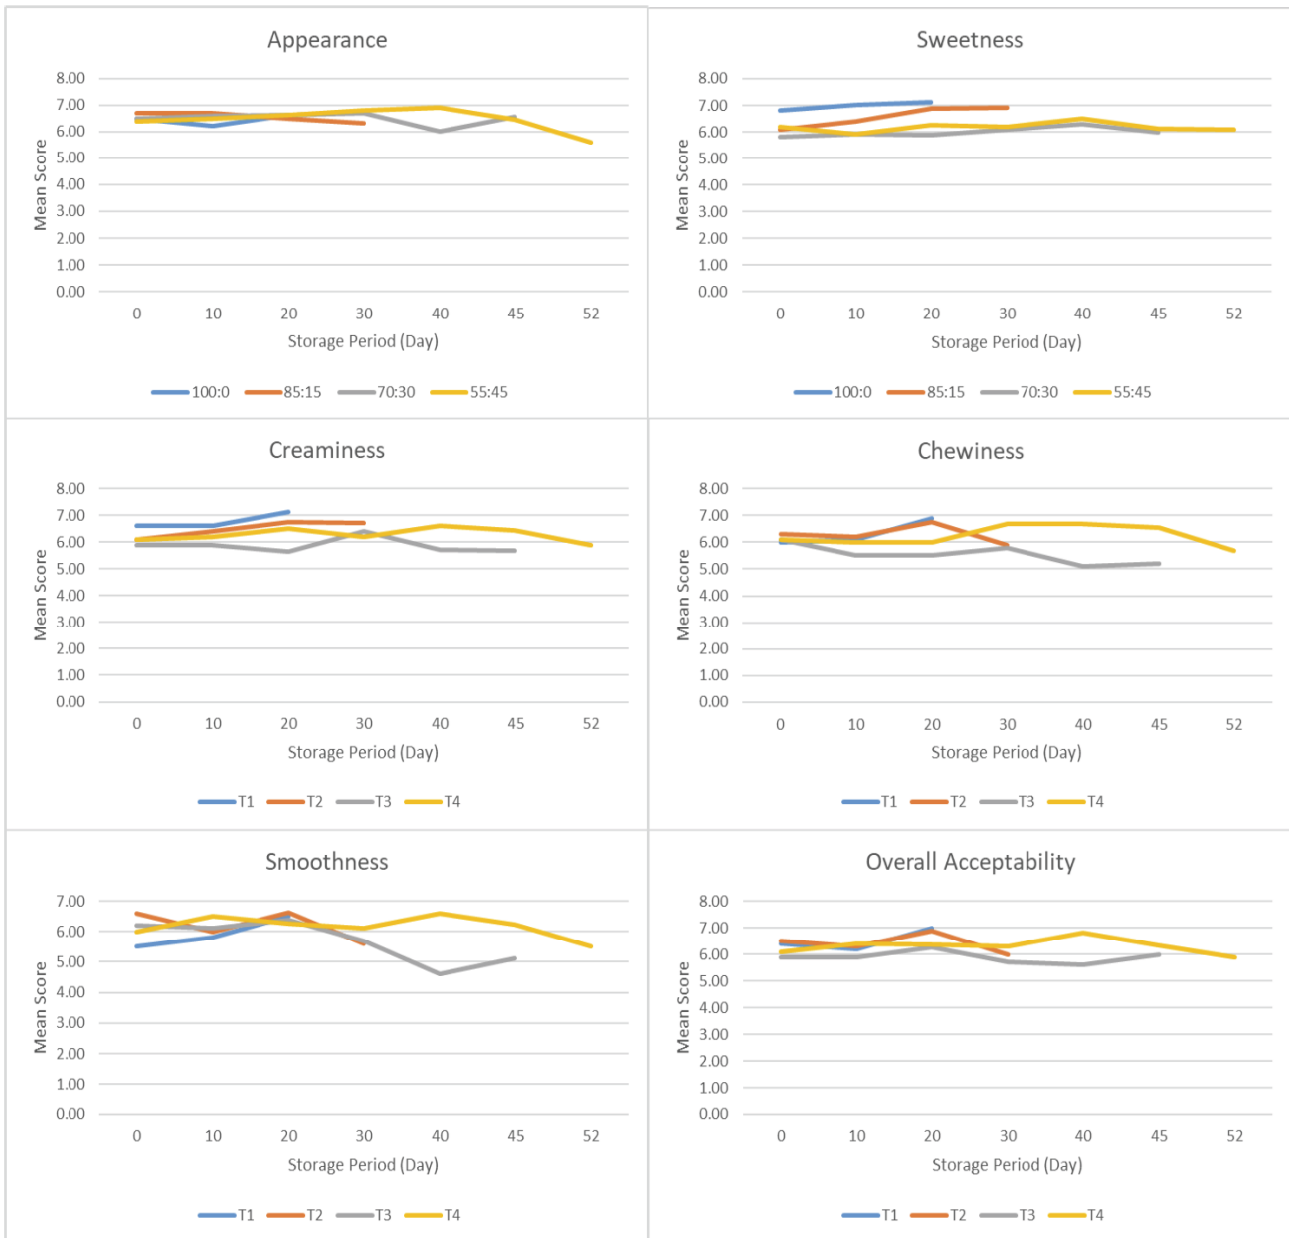 Appearance
8.00
7.00
6.00
5.00
4.00
3.00
2.00
1.00
0.00
Mean Score
0 10 20 30 40 45 52
Storage Period (Day)
100:0 85:15 70:30 55:45
Sweetness
8.00
7.00
6.00
5.00
4.00
3.00
2.00
1.00
0.00
Mean Score
0 10 20 30 40 45 52
Storage Period (Day)
100:0 85:15 70:30 55:45
Creaminess
8.00
7.00
6.00
5.00
4.00
3.00
2.00
1.00
0.00
Mean Score
0 10 20 30 40 45 52
Storage Period (Day)
T1 T2 T3 T4
Chewiness
8.00
7.00
6.00
5.00
4.00
3.00
2.00
1.00
0.00
Mean Score
0 10 20 30 40 45 52
Storage Period (Day)
T1 T2 T3 T4
Smoothness
7.00
6.00
5.00
4.00
3.00
2.00
1.00
0.00
Mean Score
0 10 20 30 40 45 52
Storage Period (Day)
T1 T2 T3 T4
Overall Acceptability
8.00
7.00
6.00
5.00
4.00
3.00
2.00
1.00
0.00
Mean Score
0 10 20 30 40 45 52
Storage Period (Day)
T1 T2 T3 T4